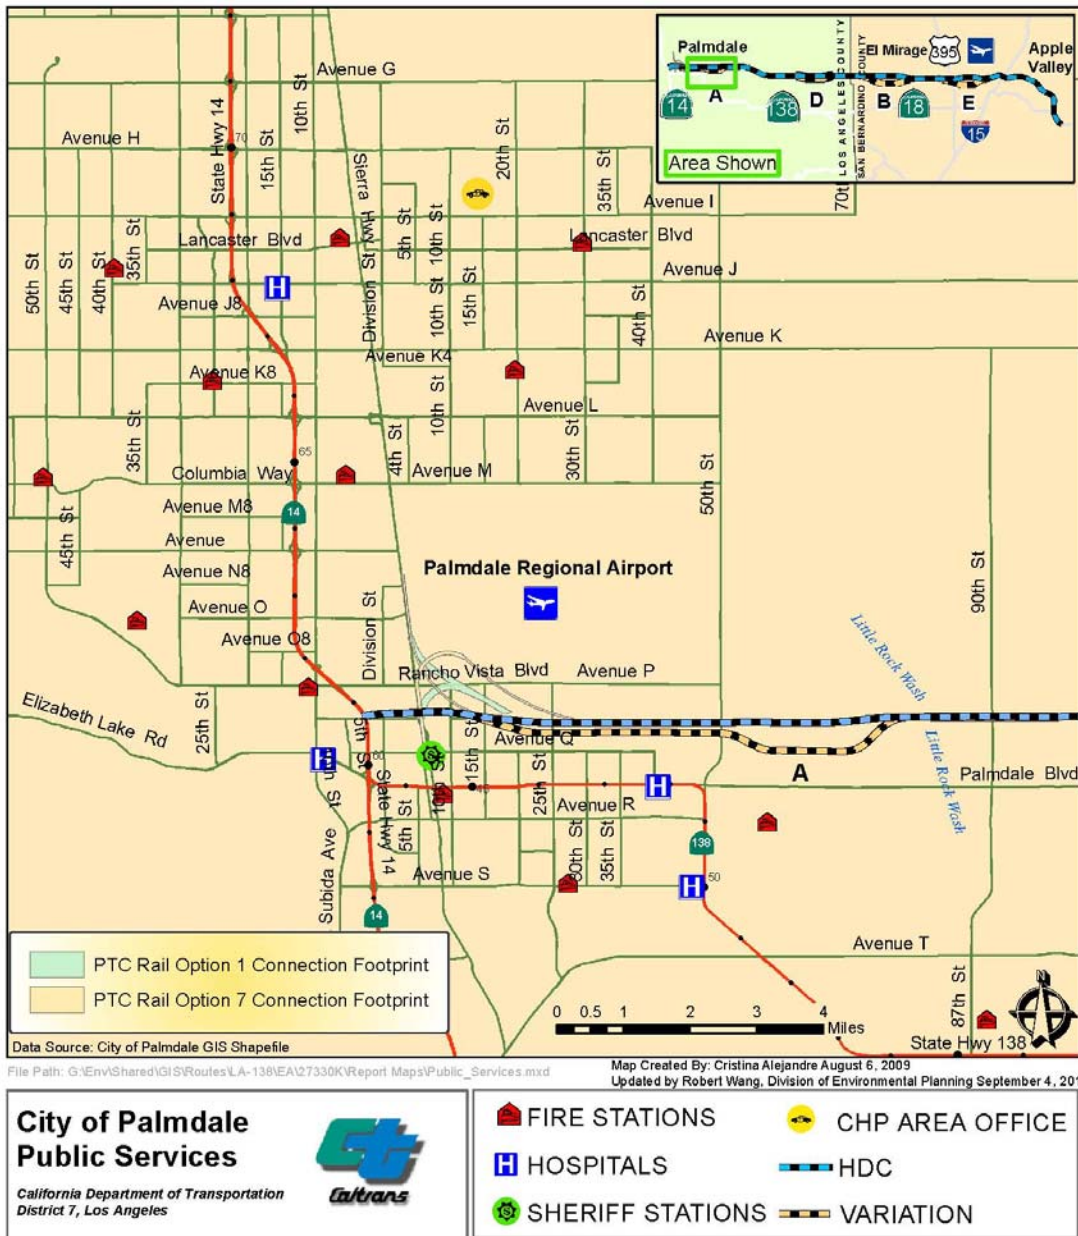 Avenue G
10th St
State Hwy 14
15th St
Avenue H
70
20th St
35th St
Sierra Hwy
Avenue I
70th
Lancaster Blvd
Lancaster Blvd
5th St
10th St
35th St
50th St
45th St
40th St
Division St
Avenue J
10th St
15th St
40th St
Avenue J8
Avenue K
Avenue K4
Avenue K8
10th St
Avenue L
35th St
4th St
30th St
65
Columbia Way
Avenue M
50th St
Avenue M8
14
45th St
Avenue
Avenue N8
Palmdale Regional Airport
90th St
Avenue O
Avenue O8
Division St
Little Rock Wash
Rancho Vista Blvd
Avenue P
25th St
Elizabeth Lake Rd
5th St
Avenue Q
15th St
Little Rock Wash
A
Palmdale Blvd
H
60
State Hwy 14
10th St
25th St
H
Avenue R
5th St
35th St
138
Subida Ave
Avenue S
H
50
14
Avenue T
87th St
State Hwy 138
Palmdale
El Mirage
395
Apple Valley
LOS ANGELES COUNTY
SAN BERNARDINO COUNTY
14
A
138
D
B
18
E
15
Area Shown
PTC Rail Option 1 Connection Footprint
PTC Rail Option 7 Connection Footprint
0 0.5 1 2 3 4
Miles
Data Source: City of Palmdale GIS Shapefile
File Path: G:\Env\Shared\GIS\Routes\LA-138\EA\27330K\Report Maps\Public_Services.mxd
Map Created By: Cristina Alejandre August 6, 2009
Updated by Robert Wang, Division of Environmental Planning September 4, 201
City of Palmdale
Public Services
California Department of Transportation
District 7, Los Angeles
Caltrans
FIRE STATIONS
CHP AREA OFFICE
H HOSPITALS
HDC
SHERIFF STATIONS
VARIATION